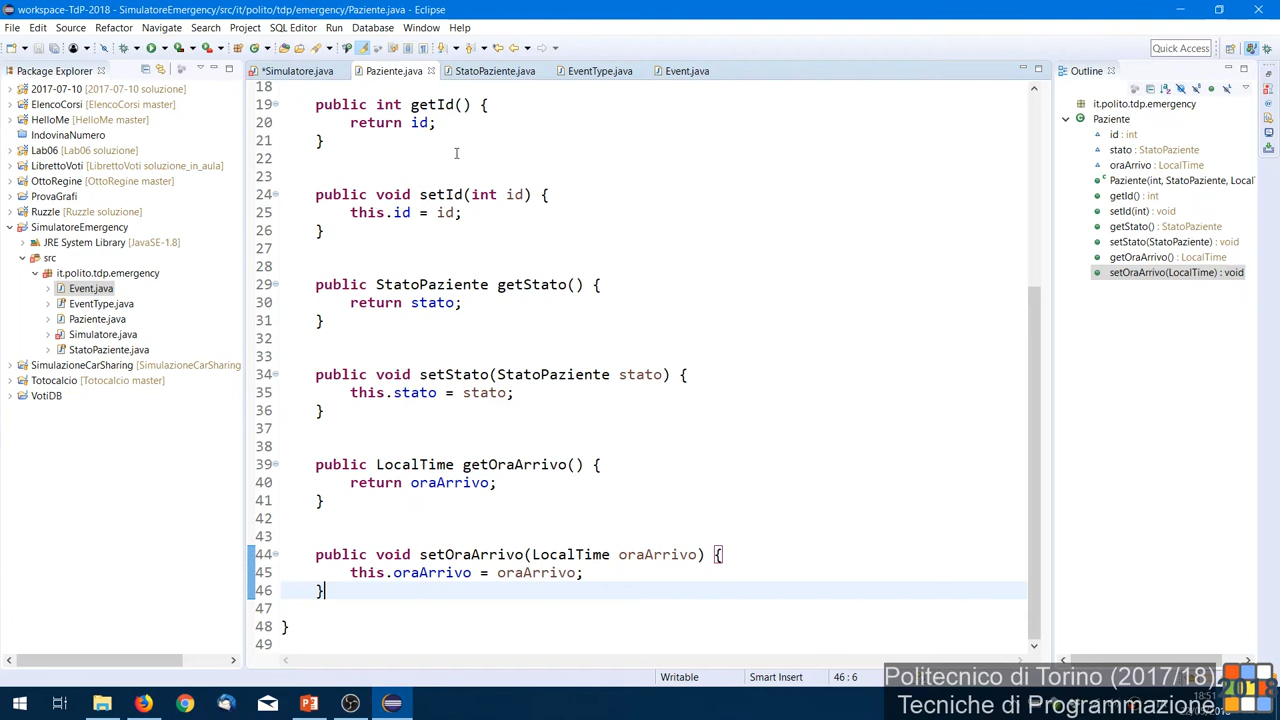 workspace-TdP-2018 - SimulatoreEmergency/src/it/polito/tdp/emergency/Paziente.java - Eclipse
File Edit Source Refactor Navigate Search Project SQL Editor Run Database Window Help
Quick Access
Package Explorer
*Simulatore.java Paziente.java StatoPaziente.java EventType.java Event.java
Outline
2017-07-10 [2017-07-10 soluzione]
ElencoCorsi [ElencoCorsi master]
HelloMe [HelloMe master]
IndovinaNumero
Lab06 [Lab06 soluzione]
LibrettoVoti [LibrettoVoti soluzione_in_aula]
OttoRegine [OttoRegine master]
ProvaGrafi
Ruzzle [Ruzzle soluzione]
SimulatoreEmergency
JRE System Library [JavaSE-1.8]
src
it.polito.tdp.emergency
Event.java
EventType.java
Paziente.java
Simulatore.java
StatoPaziente.java
SimulazioneCarSharing [SimulazioneCarSharing
Totocalcio [Totocalcio master]
VotiDB
18
19 public int getId() {
20 return id;
21 }
22
23
24 public void setId(int id) {
25 this.id = id;
26 }
27
28
29 public StatoPaziente getStato() {
30 return stato;
31 }
32
33
34 public void setStato(StatoPaziente stato) {
35 this.stato = stato;
36 }
37
38
39 public LocalTime getOraArrivo() {
40 return oraArrivo;
41 }
42
43
44 public void setOraArrivo(LocalTime oraArrivo) {
45 this.oraArrivo = oraArrivo;
46 }
47
48 }
49
it.polito.tdp.emergency
Paziente
id : int
stato : StatoPaziente
oraArrivo : LocalTime
Paziente(int, StatoPaziente, Local
getId() : int
setId(int) : void
getStato() : StatoPaziente
setStato(StatoPaziente) : void
getOraArrivo() : LocalTime
setOraArrivo(LocalTime) : void
Writable Smart Insert 46 : 6
Politecnico di Torino (2017/18)
Tecniche di Programmazione
18:51
2018